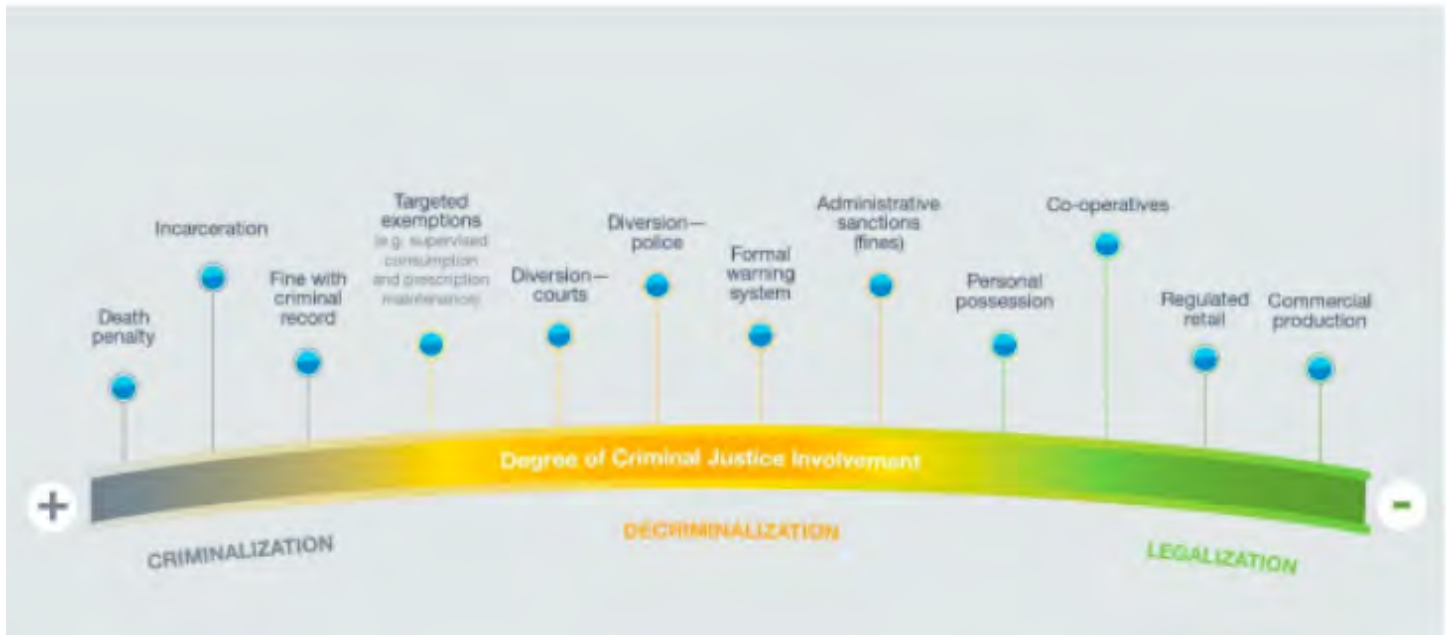 Death
penalty
Incarceration
Fine with
criminal
record
Targeted
exemptions
(e.g. supervised
consumption
and prescription
maintenance)
Diversion—
courts
Diversion—
police
Formal
warning
system
Administrative
sanctions
(fines)
Personal
possession
Co-operatives
Regulated
retail
Commercial
production
Degree of Criminal Justice Involvement
+
-
CRIMINALIZATION
DECRIMINALIZATION
LEGALIZATION